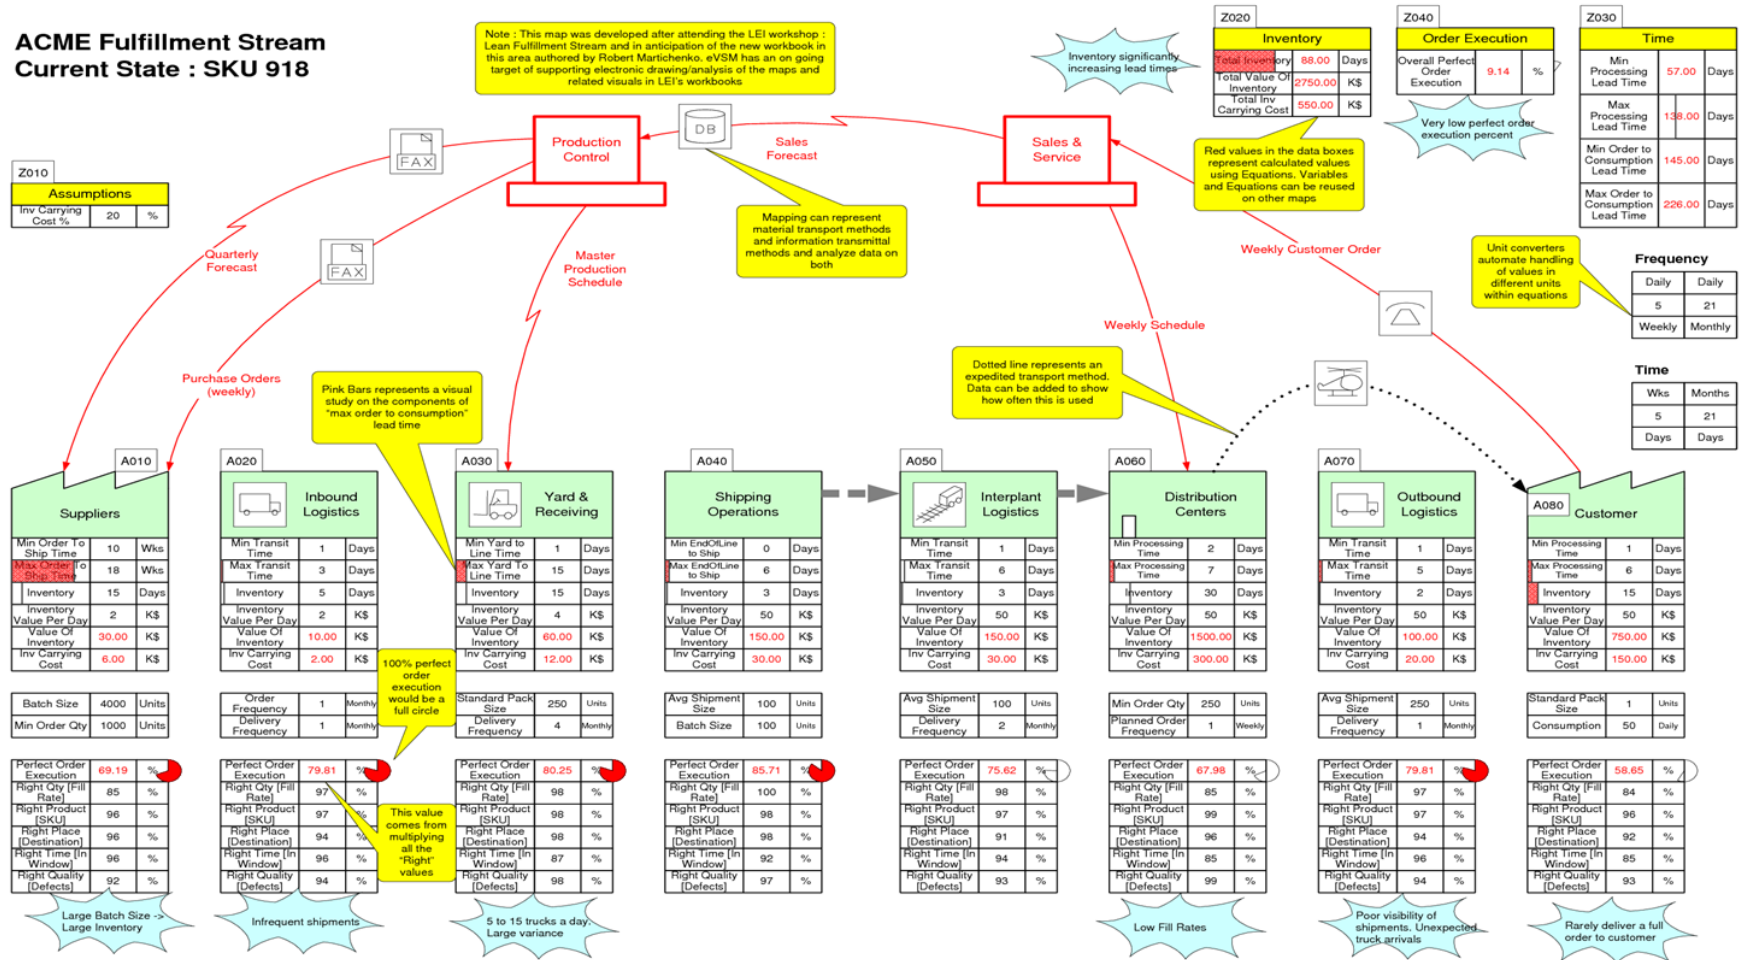 ACME Fulfillment Stream
Current State : SKU 918
Note : This map was developed after attending the LEI workshop :
Lean Fulfillment Stream and in anticipation of the new workbook in
this area authored by Robert Martichenko. eVSM has an on going
target of supporting electronic drawing/analysis of the maps and
related visuals in LEI's workbooks
Inventory significantly
increasing lead times
Z020
Inventory
Total Inventory 88.00 Days
Total Value Of
Inventory 2750.00 K$
Total Inv
Carrying Cost 550.00 K$
Z040
Order Execution
Overall Perfect
Order
Execution 9.14 %
Very low perfect order
execution percent
Z030
Time
Min
Processing
Lead Time 57.00 Days
Max
Processing
Lead Time 138.00 Days
Min Order to
Consumption
Lead Time 145.00 Days
Max Order to
Consumption
Lead Time 226.00 Days
Z010
Assumptions
Inv Carrying
Cost % 20 %
FAX
Production
Control
DB
Sales
Forecast
Sales &
Service
Red values in the data boxes
represent calculated values
using Equations. Variables
and Equations can be reused
on other maps
Mapping can represent
material transport methods
and information transmittal
methods and analyze data on
both
Quarterly
Forecast
FAX
Master
Production
Schedule
Weekly Customer Order
Unit converters
automate handling
of values in
different units
within equations
Frequency
Daily Daily
5 21
Weekly Monthly
Weekly Schedule
Purchase Orders
(weekly)
Pink Bars represents a visual
study on the components of
"max order to consumption"
lead time
Dotted line represents an
expedited transport method.
Data can be added to show
how often this is used
Time
Wks Months
5 21
Days Days
A010
Suppliers
Min Order To
Ship Time 10 Wks
Max Order To
Ship Time 18 Wks
Inventory 15 Days
Inventory
Value Per Day 2 K$
Value Of
Inventory 30.00 K$
Inv Carrying
Cost 6.00 K$
Batch Size 4000 Units
Min Order Qty 1000 Units
Perfect Order
Execution 69.19 %
Right Qty [Fill
Rate] 85 %
Right Product
[SKU] 96 %
Right Place
[Destination] 96 %
Right Time [In
Window] 96 %
Right Quality
[Defects] 92 %
Large Batch Size ->
Large Inventory
A020
Inbound
Logistics
Min Transit
Time 1 Days
Max Transit
Time 3 Days
Inventory 5 Days
Inventory
Value Per Day 2 K$
Value Of
Inventory 10.00 K$
Inv Carrying
Cost 2.00 K$
Order
Frequency 1 Monthly
Delivery
Frequency 1 Monthly
Perfect Order
Execution 79.81 %
Right Qty [Fill
Rate] 97 %
Right Product
[SKU] 97 %
Right Place
[Destination] 94 %
Right Time [In
Window] 96 %
Right Quality
[Defects] 94 %
Infrequent shipments
100% perfect
order
execution
would be a
full circle
This value
comes from
multiplying
all the
"Right"
values
A030
Yard &
Receiving
Min Yard to
Line Time 1 Days
Max Yard To
Line Time 15 Days
Inventory 15 Days
Inventory
Value Per Day 4 K$
Value Of
Inventory 60.00 K$
Inv Carrying
Cost 12.00 K$
Standard Pack
Size 250 Units
Delivery
Frequency 4 Monthly
Perfect Order
Execution 80.25 %
Right Qty [Fill
Rate] 98 %
Right Product
[SKU] 98 %
Right Place
[Destination] 98 %
Right Time [In
Window] 87 %
Right Quality
[Defects] 98 %
5 to 15 trucks a day.
Large variance
A040
Shipping
Operations
Min EndOfLine
to Ship 0 Days
Max EndOfLine
to Ship 6 Days
Inventory 3 Days
Inventory
Value Per Day 50 K$
Value Of
Inventory 150.00 K$
Inv Carrying
Cost 30.00 K$
Avg Shipment
Size 100 Units
Batch Size 100 Units
Perfect Order
Execution 85.71 %
Right Qty [Fill
Rate] 100 %
Right Product
[SKU] 98 %
Right Place
[Destination] 98 %
Right Time [In
Window] 92 %
Right Quality
[Defects] 97 %
A050
Interplant
Logistics
Min Transit
Time 1 Days
Max Transit
Time 6 Days
Inventory 3 Days
Inventory
Value Per Day 50 K$
Value Of
Inventory 150.00 K$
Inv Carrying
Cost 30.00 K$
Avg Shipment
Size 100 Units
Delivery
Frequency 2 Monthly
Perfect Order
Execution 75.62 %
Right Qty [Fill
Rate] 98 %
Right Product
[SKU] 97 %
Right Place
[Destination] 91 %
Right Time [In
Window] 94 %
Right Quality
[Defects] 93 %
A060
Distribution
Centers
Min Processing
Time 2 Days
Max Processing
Time 7 Days
Inventory 30 Days
Inventory
Value Per Day 50 K$
Value Of
Inventory 1500.00 K$
Inv Carrying
Cost 300.00 K$
Min Order Qty 250 Units
Planned Order
Frequency 1 Weekly
Perfect Order
Execution 67.98 %
Right Qty [Fill
Rate] 85 %
Right Product
[SKU] 99 %
Right Place
[Destination] 96 %
Right Time [In
Window] 85 %
Right Quality
[Defects] 99 %
Low Fill Rates
A070
Outbound
Logistics
Min Transit
Time 1 Days
Max Transit
Time 5 Days
Inventory 2 Days
Inventory
Value Per Day 50 K$
Value Of
Inventory 100.00 K$
Inv Carrying
Cost 20.00 K$
Avg Shipment
Size 250 Units
Delivery
Frequency 1 Monthly
Perfect Order
Execution 79.81 %
Right Qty [Fill
Rate] 97 %
Right Product
[SKU] 97 %
Right Place
[Destination] 94 %
Right Time [In
Window] 96 %
Right Quality
[Defects] 94 %
Poor visibility of
shipments. Unexpected
truck arrivals
A080
Customer
Min Processing
Time 1 Days
Max Processing
Time 6 Days
Inventory 15 Days
Inventory
Value Per Day 50 K$
Value Of
Inventory 750.00 K$
Inv Carrying
Cost 150.00 K$
Standard Pack
Size 1 Units
Consumption 50 Daily
Perfect Order
Execution 58.65 %
Right Qty [Fill
Rate] 84 %
Right Product
[SKU] 96 %
Right Place
[Destination] 92 %
Right Time [In
Window] 85 %
Right Quality
[Defects] 93 %
Rarely deliver a full
order to customer